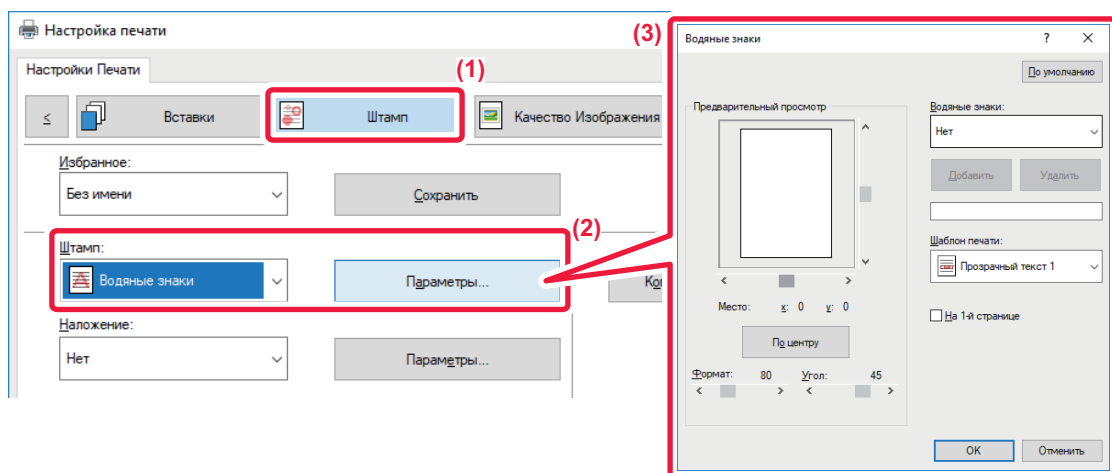 Настройка печати
Настройки Печати
(1)
<
Вставки
Штамп
Качество Изображения
Избранное:
Без имени
Сохранить
(2)
Штамп:
Водяные знаки
Параметры...
Наложение:
Нет
Параметры...
(3)
Водяные знаки
?
По умолчанию
Предварительный просмотр
Место: x: 0 y: 0
По центру
Формат: 80 Угол: 45
Водяные знаки:
Нет
Добавить Удалить
Шаблон печати:
Прозрачный текст 1
На 1-й странице
OK Отменить